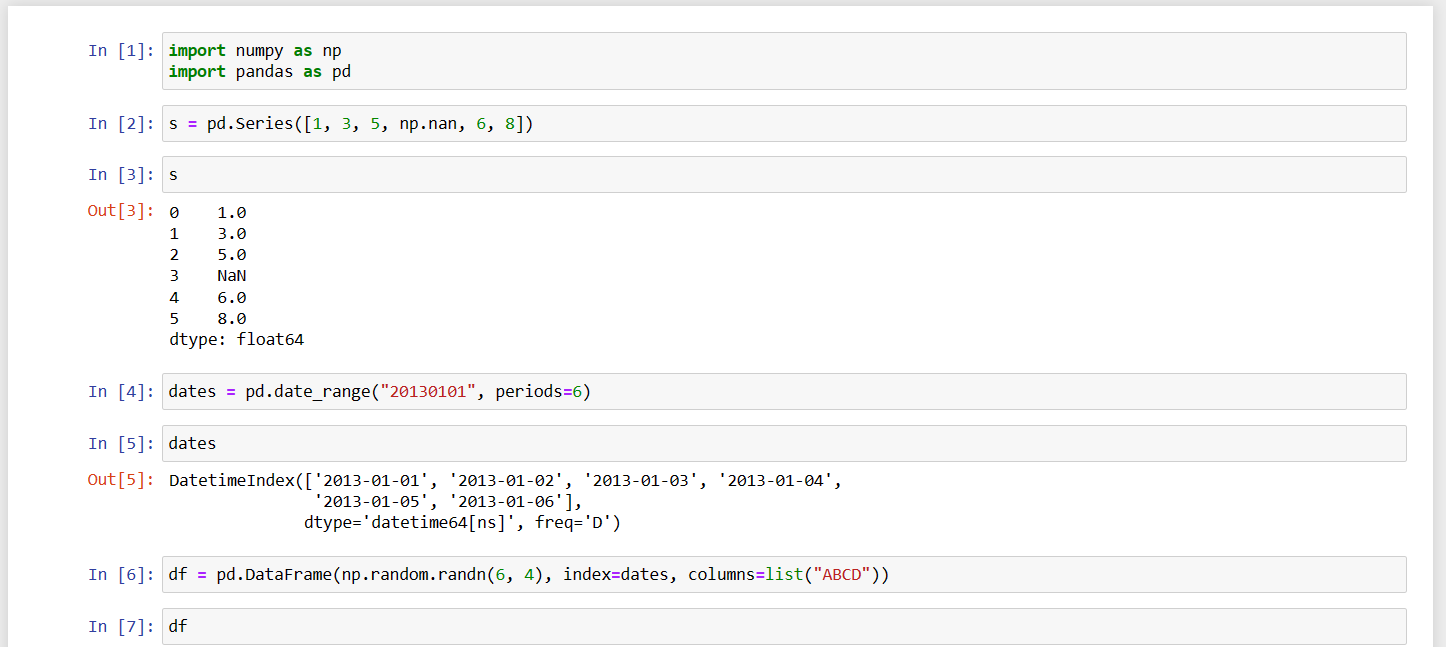 In [1]: import numpy as np
import pandas as pd
In [2]: s = pd.Series([1, 3, 5, np.nan, 6, 8])
In [3]: s
Out[3]: 0    1.0
1    3.0
2    5.0
3    NaN
4    6.0
5    8.0
dtype: float64
In [4]: dates = pd.date_range("20130101", periods=6)
In [5]: dates
Out[5]: DatetimeIndex(['2013-01-01', '2013-01-02', '2013-01-03', '2013-01-04',
'2013-01-05', '2013-01-06'],
dtype='datetime64[ns]', freq='D')
In [6]: df = pd.DataFrame(np.random.randn(6, 4), index=dates, columns=list("ABCD"))
In [7]: df